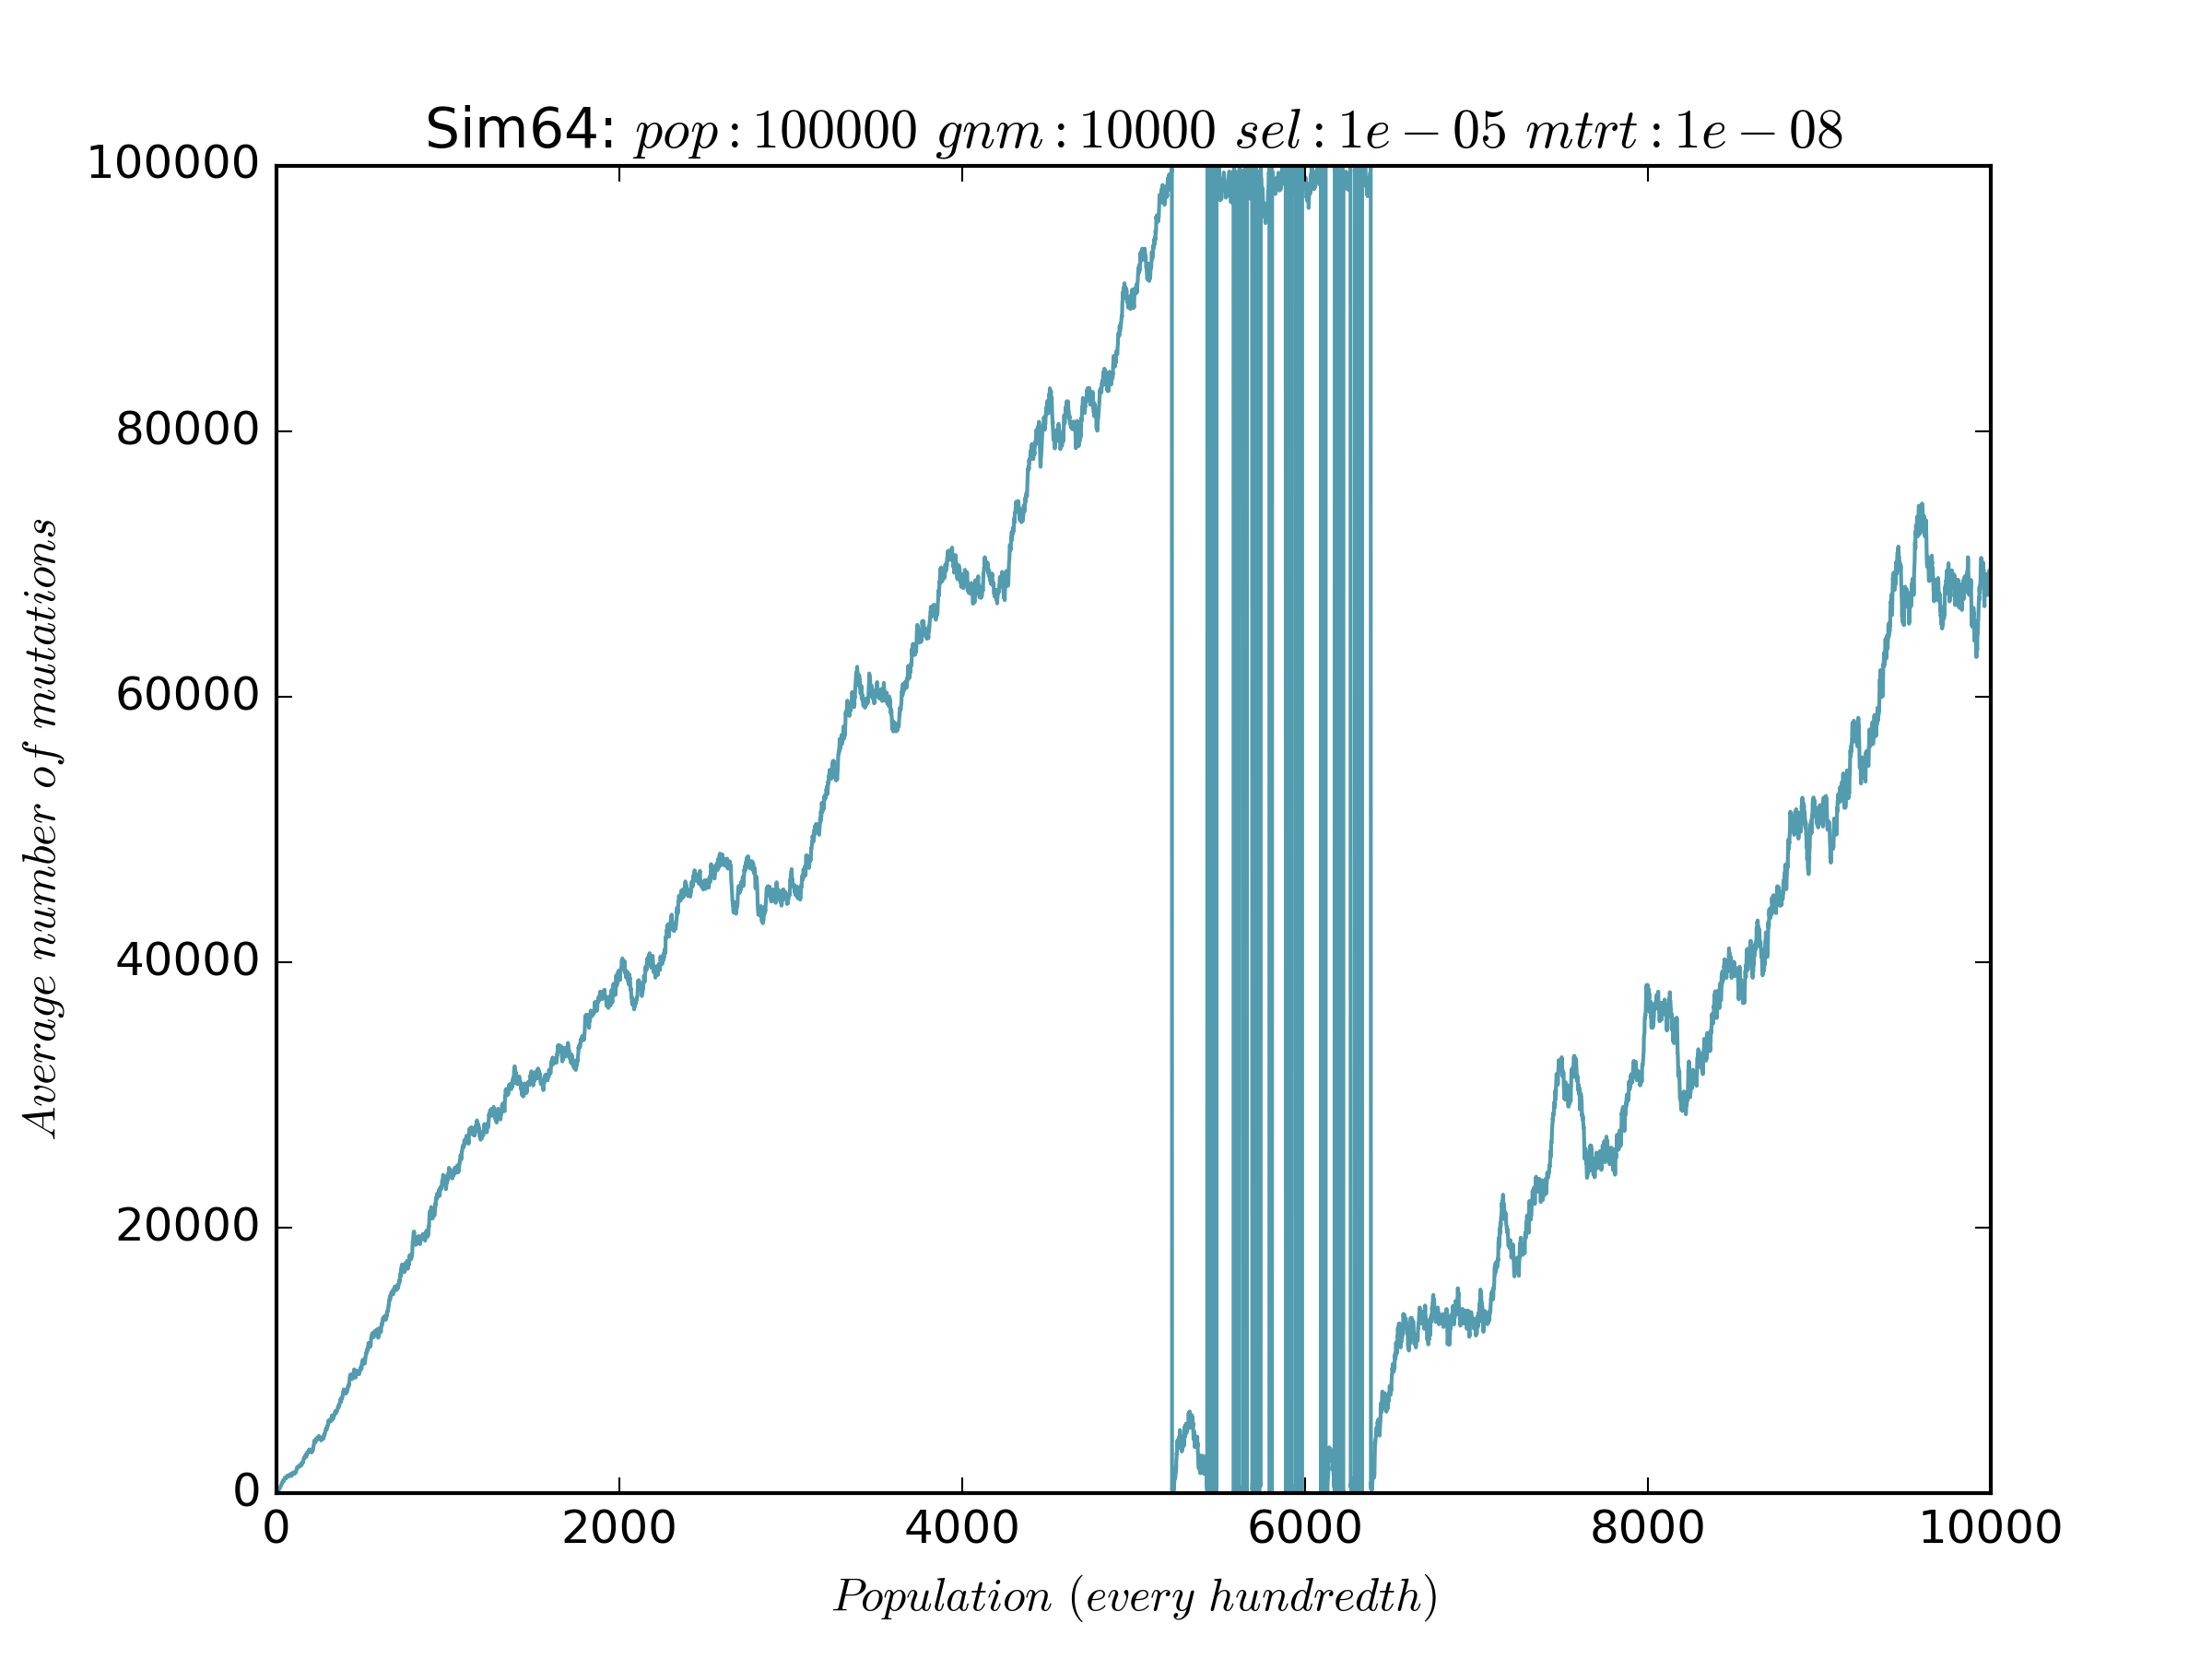 Sim64: pop : 100000 gnm : 10000 sel : 1e − 05 mtrt : 1e − 08
100000
80000
60000
40000
20000
0
Average number of mutations
0 2000 4000 6000 8000 10000
Population (every hundredth)